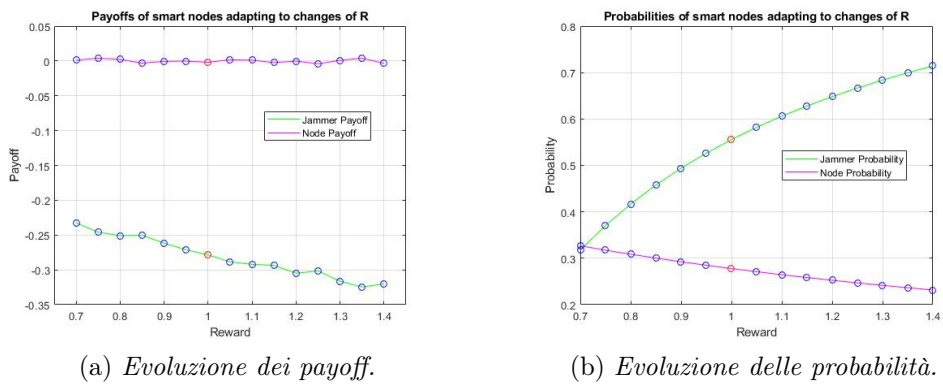 Payoffs of smart nodes adapting to changes of R
0.05
0
-0.05
-0.1
-0.15
-0.2
-0.25
-0.3
-0.35
Payoff
Jammer Payoff
Node Payoff
0.7 0.8 0.9 1 1.1 1.2 1.3 1.4
Reward
(a) Evoluzione dei payoff.
Probabilities of smart nodes adapting to changes of R
0.8
0.7
0.6
0.5
0.4
0.3
0.2
Probability
Jammer Probability
Node Probability
0.7 0.8 0.9 1 1.1 1.2 1.3 1.4
Reward
(b) Evoluzione delle probabilità.